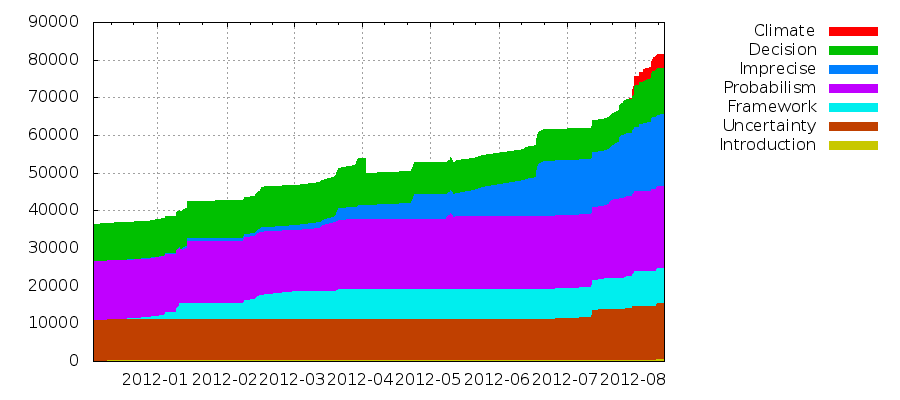 90000
80000
70000
60000
50000
40000
30000
20000
10000
0
2012-01 2012-02 2012-03 2012-04 2012-05 2012-06 2012-07 2012-08
Climate
Decision
Imprecise
Probabilism
Framework
Uncertainty
Introduction